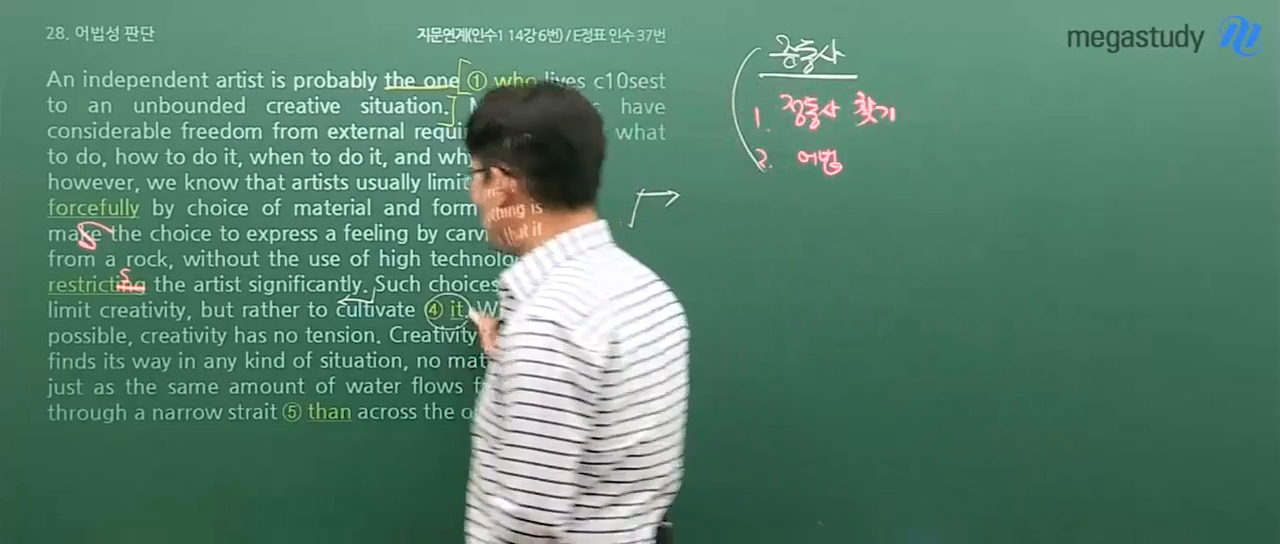 28. 어법성 판단
지문연계(인수1 14강 6번) / E정표 인수 37번
megastudy
An independent artist is probably the one ① who lives c10sest
to an unbounded creative situation. have
considerable freedom from external what
to do, how to do it, when to do it, and
however, we know that artists usually
forcefully by choice of material and form
make the choice to express a feeling by
from a rock, without the use of high
restricting the artist significantly. Such choices
limit creativity, but rather to cultivate ④ it.
possible, creativity has no tension. Creativity
finds its way in any kind of situation, no
just as the same amount of water flows
through a narrow strait ⑤ than across the
thing is
that it
S
준동사
1. 정동사 찾기
2. 어법